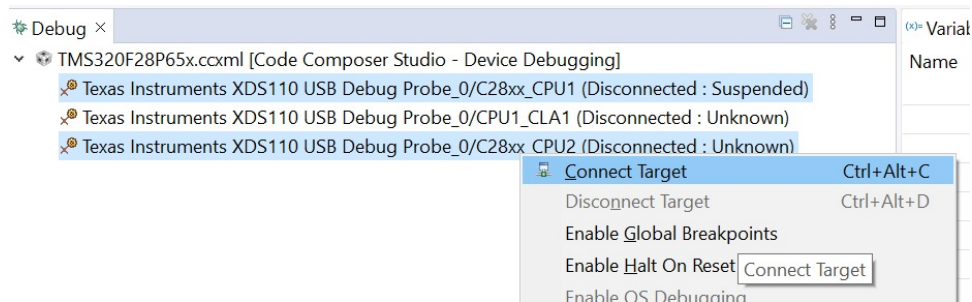 Debug ×
(x)= Variab
TMS320F28P65x.ccxml [Code Composer Studio - Device Debugging]
Name
Texas Instruments XDS110 USB Debug Probe_0/C28xx_CPU1 (Disconnected : Suspended)
Texas Instruments XDS110 USB Debug Probe_0/CPU1_CLA1 (Disconnected : Unknown)
Texas Instruments XDS110 USB Debug Probe_0/C28xx_CPU2 (Disconnected : Unknown)
Connect Target Ctrl+Alt+C
Disconnect Target Ctrl+Alt+D
Enable Global Breakpoints
Enable Halt On Reset
Connect Target
Enable OS Debugging